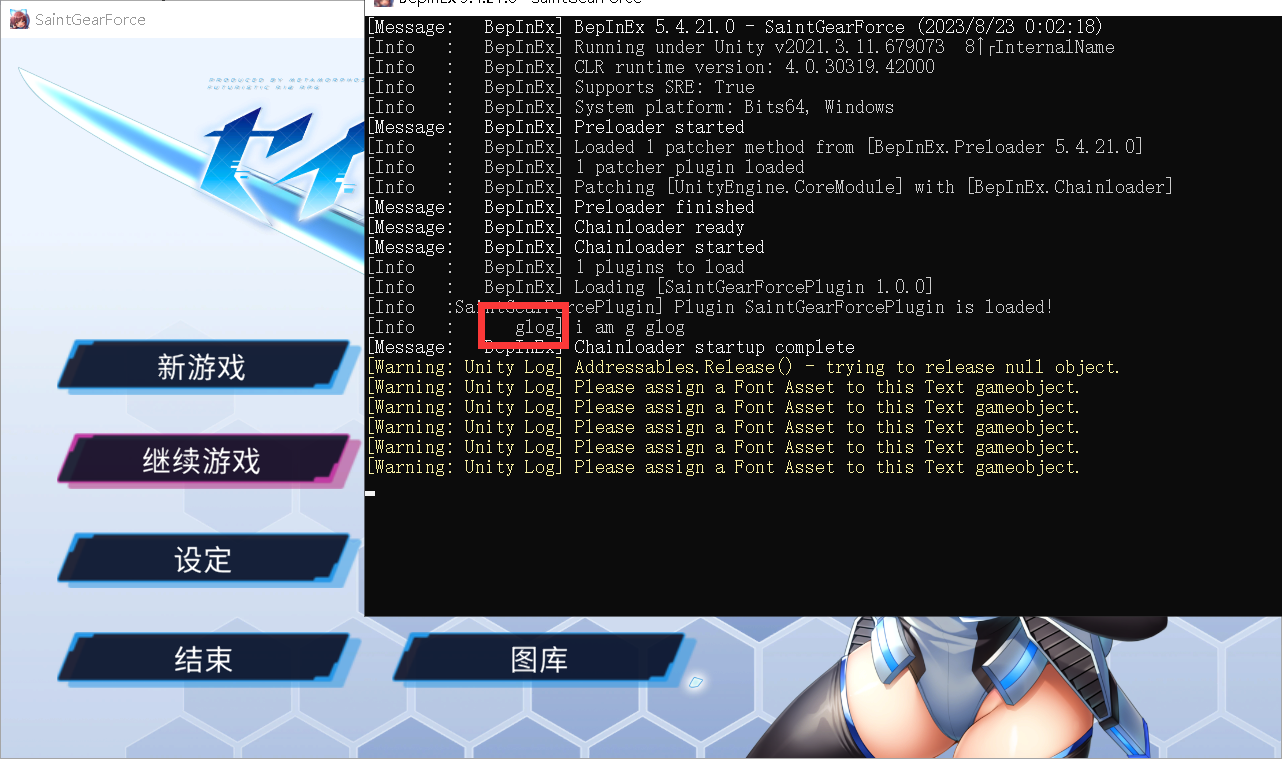 SaintGearForce
BepInEx 5.4.21.0 - SaintGearForce
[Message:   BepInEx] BepInEx 5.4.21.0 - SaintGearForce (2023/8/23 0:02:18)
[Info   :   BepInEx] Running under Unity v2021.3.11.679073  8↑┌InternalName
[Info   :   BepInEx] CLR runtime version: 4.0.30319.42000
[Info   :   BepInEx] Supports SRE: True
[Info   :   BepInEx] System platform: Bits64, Windows
[Message:   BepInEx] Preloader started
[Info   :   BepInEx] Loaded 1 patcher method from [BepInEx.Preloader 5.4.21.0]
[Info   :   BepInEx] 1 patcher plugin loaded
[Info   :   BepInEx] Patching [UnityEngine.CoreModule] with [BepInEx.Chainloader]
[Message:   BepInEx] Preloader finished
[Message:   BepInEx] Chainloader ready
[Message:   BepInEx] Chainloader started
[Info   :   BepInEx] 1 plugins to load
[Info   :   BepInEx] Loading [SaintGearForcePlugin 1.0.0]
[Info   :SaintGearForcePlugin] Plugin SaintGearForcePlugin is loaded!
[Info   :      glog] i am g glog
[Message:   BepInEx] Chainloader startup complete
[Warning: Unity Log] Addressables.Release() - trying to release null object.
[Warning: Unity Log] Please assign a Font Asset to this Text gameobject.
[Warning: Unity Log] Please assign a Font Asset to this Text gameobject.
[Warning: Unity Log] Please assign a Font Asset to this Text gameobject.
[Warning: Unity Log] Please assign a Font Asset to this Text gameobject.
[Warning: Unity Log] Please assign a Font Asset to this Text gameobject.
新游戏
继续游戏
设定
结束
图库